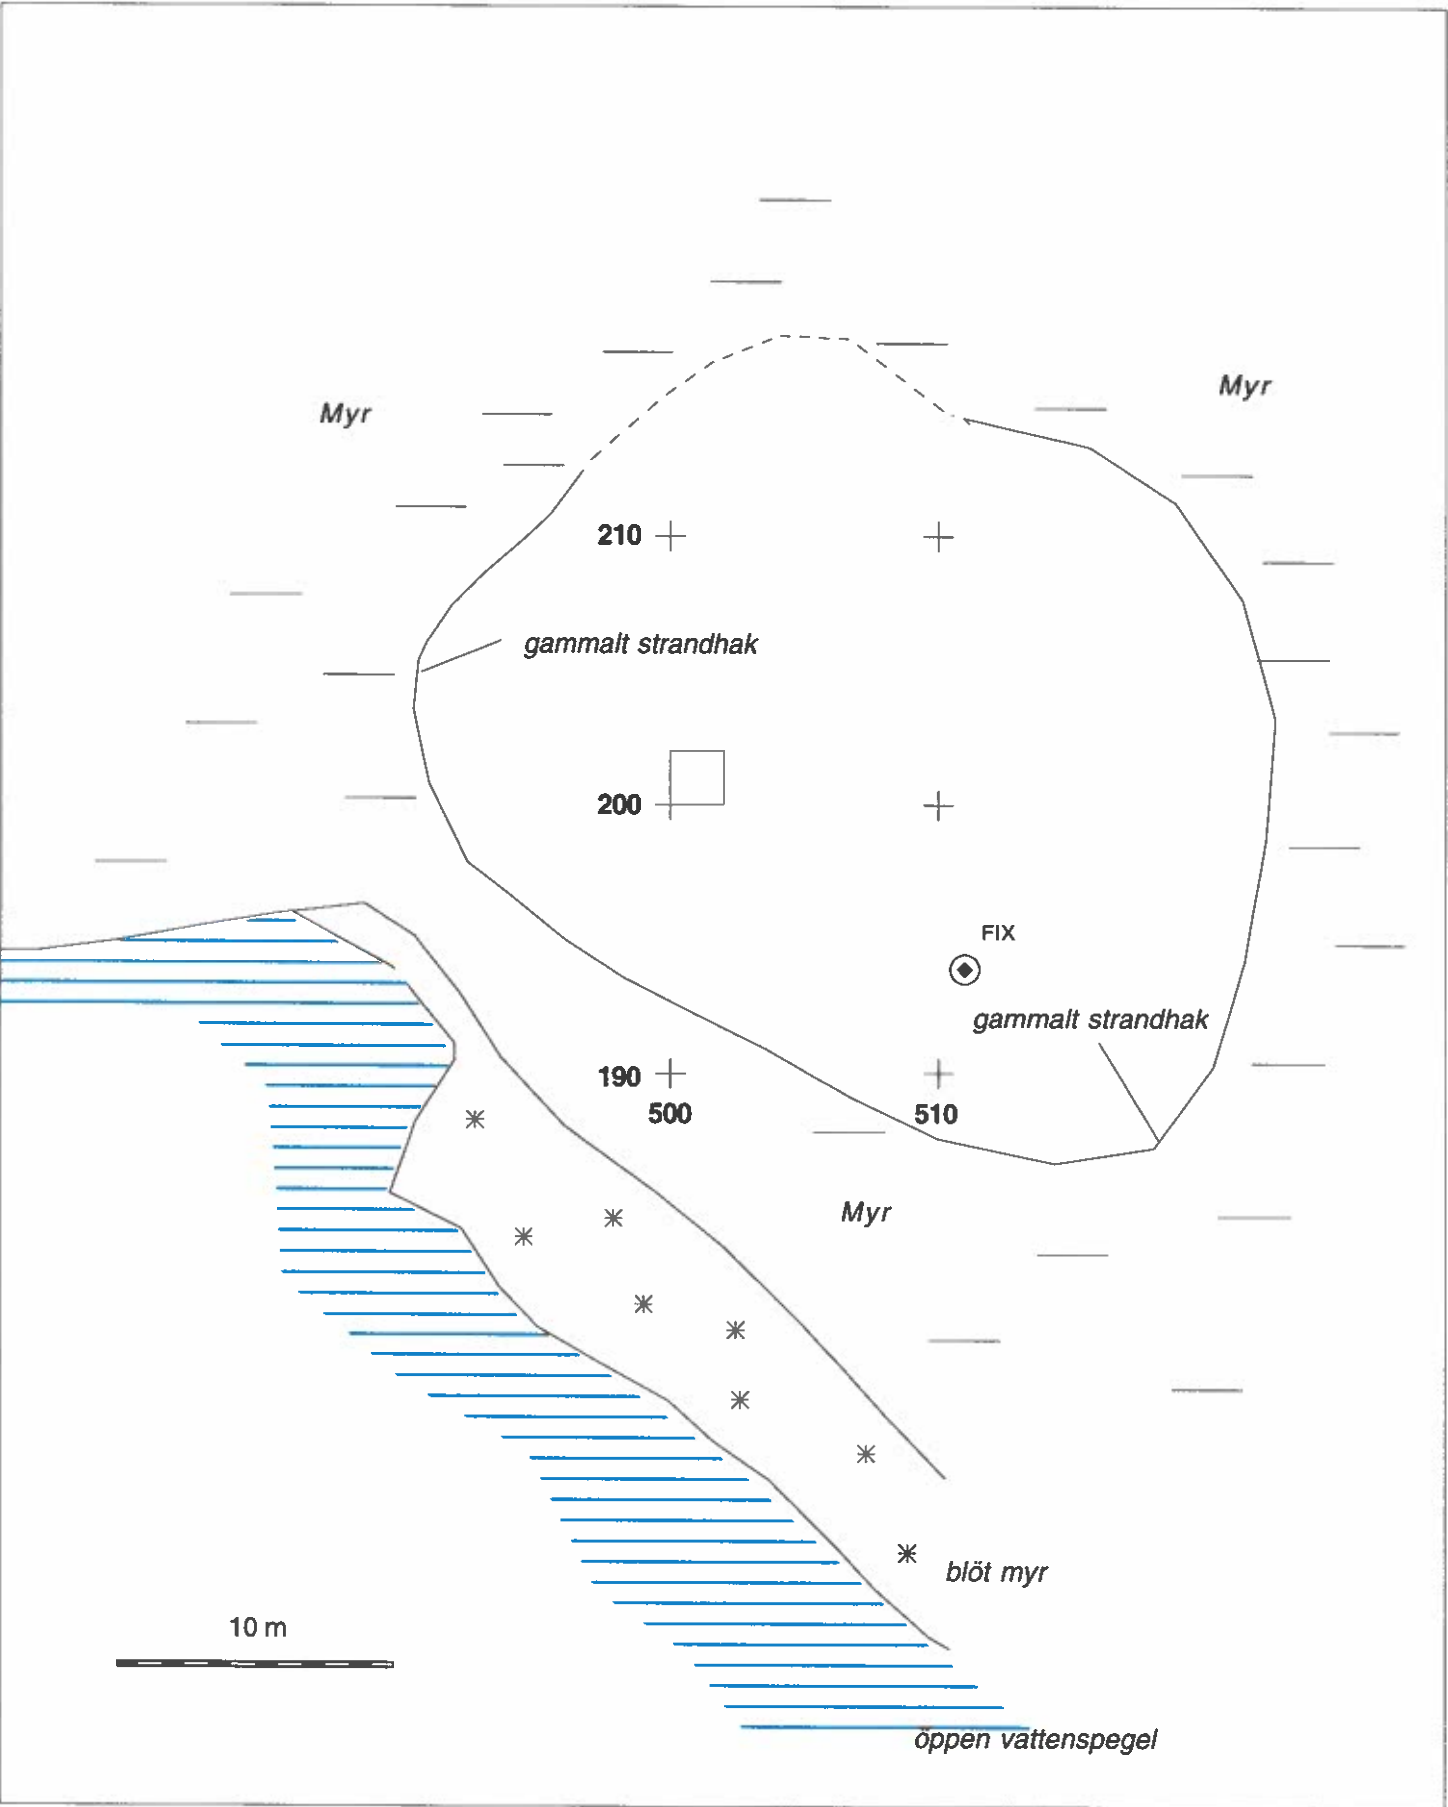 Myr
Myr
210
gammalt strandhak
200
FIX
gammalt strandhak
190
500
510
Myr
blöt myr
10 m
öppen vattenspegel